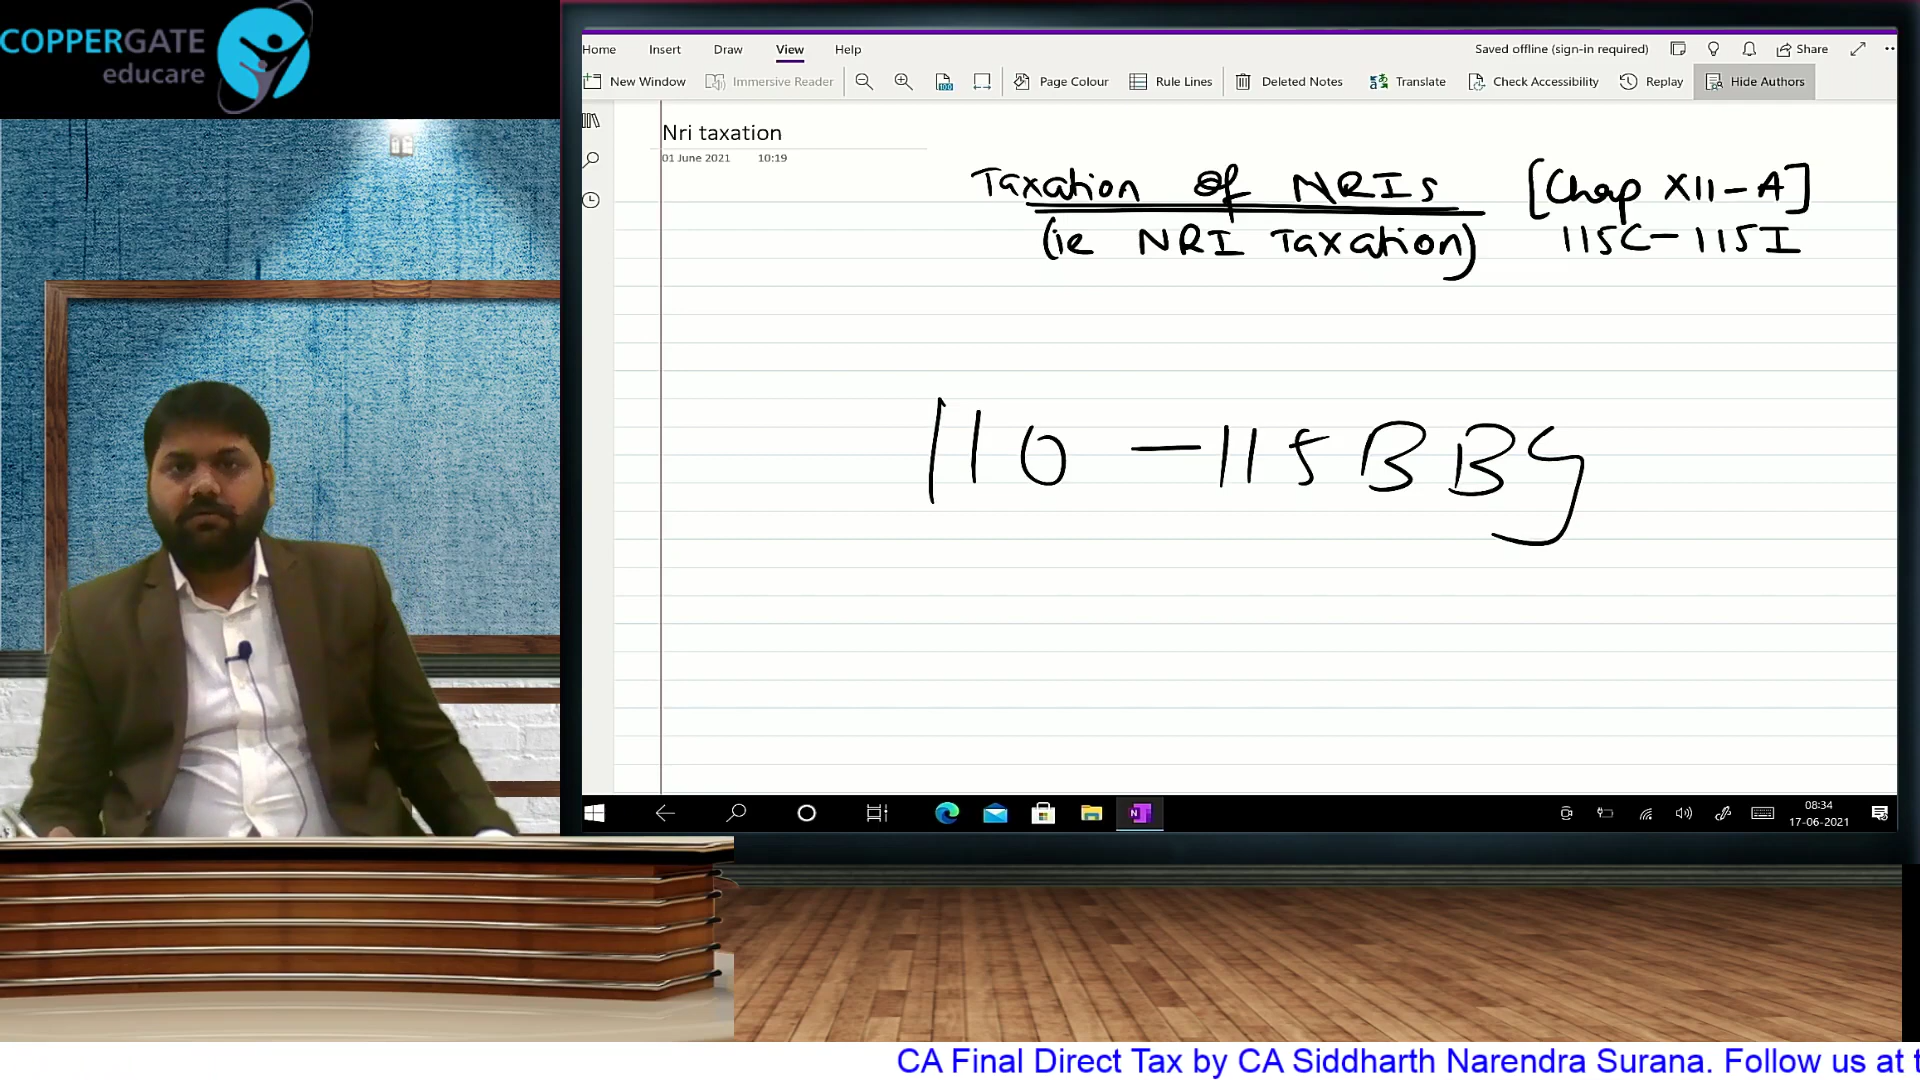 COPPERGATE
educare
Home Insert Draw View Help
Saved offline (sign-in required) Share
New Window Immersive Reader Page Colour Rule Lines Deleted Notes Translate Check Accessibility Replay Hide Authors
Nri taxation
01 June 2021 10:19
Taxation of NRIs [Chap XII-A]
(ie NRI Taxation) 115C-115I
110 - 115BBG
08:34
17-06-2021
CA Final Direct Tax by CA Siddharth Narendra Surana. Follow us at t